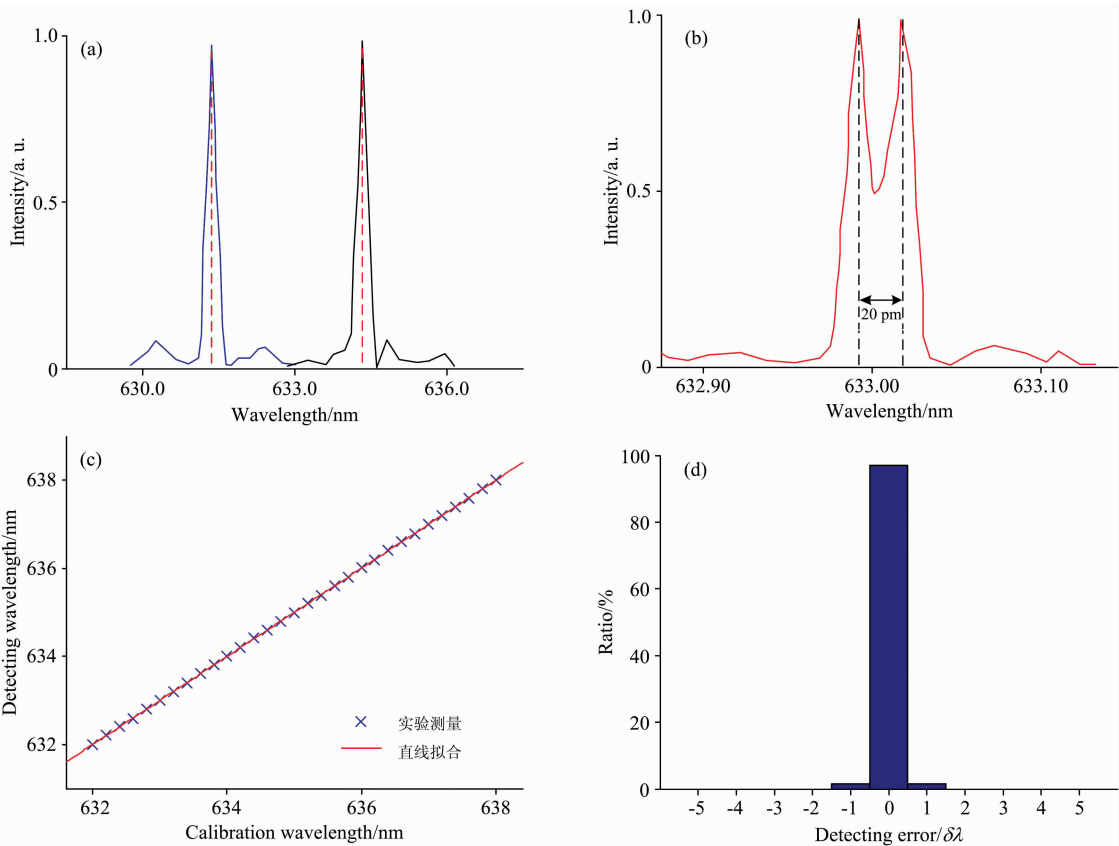 (a)
1.0
0.5
0
Intensity/a. u.
630.0 633.0 636.0
Wavelength/nm
(b)
1.0
0.5
0
Intensity/a. u.
20 pm
632.90 633.00 633.10
Wavelength/nm
(c)
638
636
634
632
Detecting wavelength/nm
实验测量
直线拟合
632 634 636 638
Calibration wavelength/nm
(d)
100
80
60
40
20
0
Ratio/%
-5 -4 -3 -2 -1 0 1 2 3 4 5
Detecting error/δλ